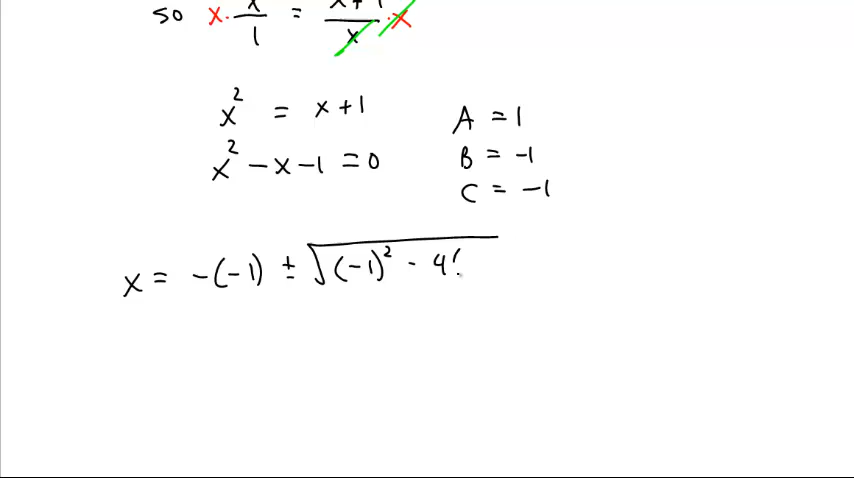 so x · x/1 = x+1/x · x
x² = x+1
A = 1
x² - x - 1 = 0
B = -1
C = -1
x = -(-1) ± √(-1)² - 4(